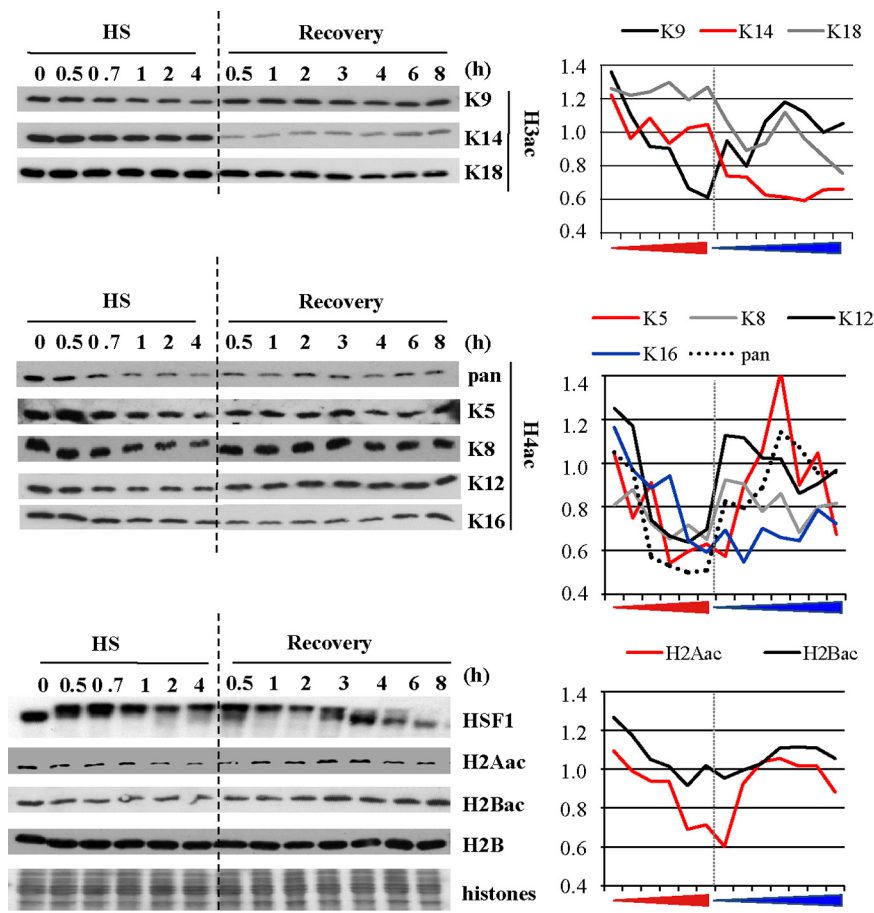 HS Recovery
0 0.5 0 .7 1 2 4 0.5 1 2 3 4 6 8 (h)
K9
K14
K18
H3ac
K9 K14 K18
1.4
1.2
1.0
0.8
0.6
0.4
HS Recovery
0 0.5 0 .7 1 2 4 0.5 1 2 3 4 6 8 (h)
pan
K5
K8
K12
K16
H4ac
K5 K8 K12
K16 pan
1.4
1.2
1.0
0.8
0.6
0.4
HS Recovery
0 0.5 0 .7 1 2 4 0.5 1 2 3 4 6 8 (h)
HSF1
H2Aac
H2Bac
H2B
histones
H2Aac H2Bac
1.4
1.2
1.0
0.8
0.6
0.4